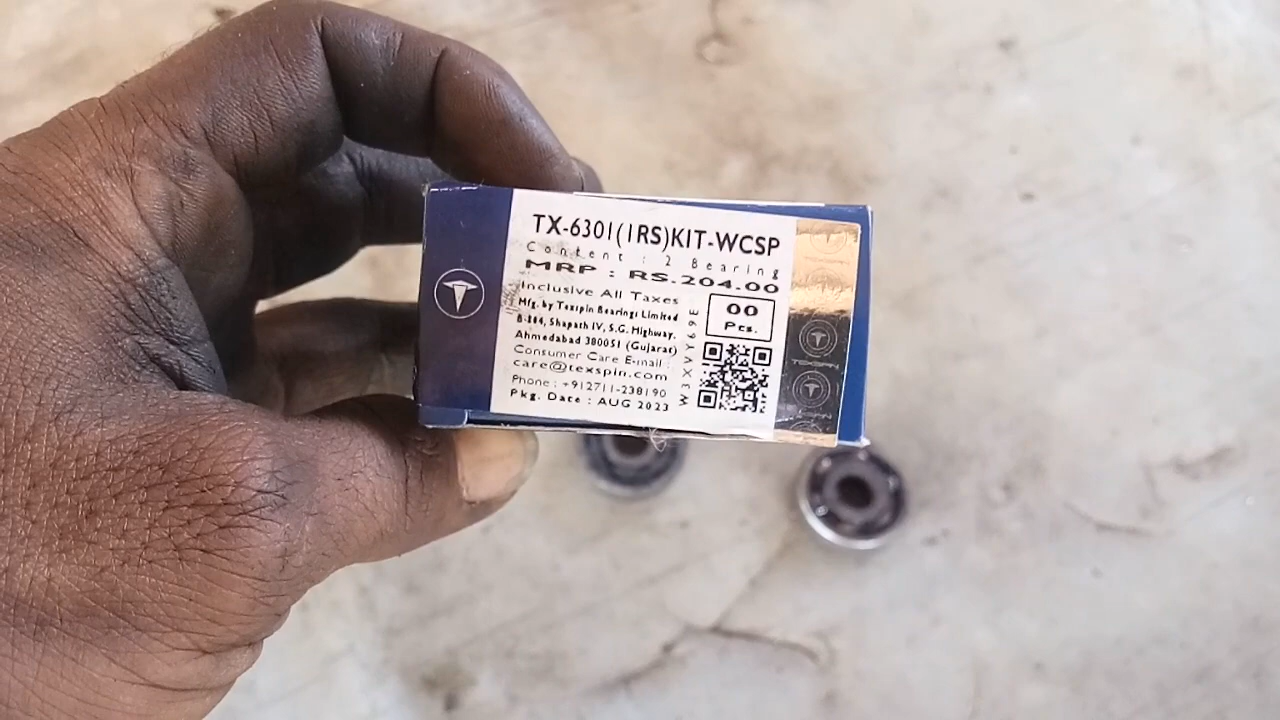 TX-6301(1RS)KIT-WCSP
Content : 2 Bearing
MRP : RS.204.00
Inclusive All Taxes
Mfg. by Texspin Bearings Limited
B-204, Shapath IV, S.G. Highway,
Ahmedabad 380051 (Gujarat)
Consumer Care E-mail :
care@texspin.com
Phone : +912711-238190
Pkg. Date : AUG 2023
00
Pcs.
W3XVY69E
TEXSPIN